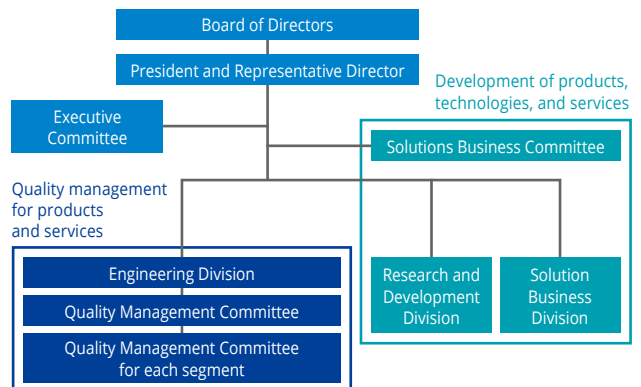 Board of Directors
President and Representative Director
Development of products,
technologies, and services
Executive
Committee
Solutions Business Committee
Quality management
for products
and services
Engineering Division
Quality Management Committee
Quality Management Committee
for each segment
Research and
Development
Division
Solution
Business
Division